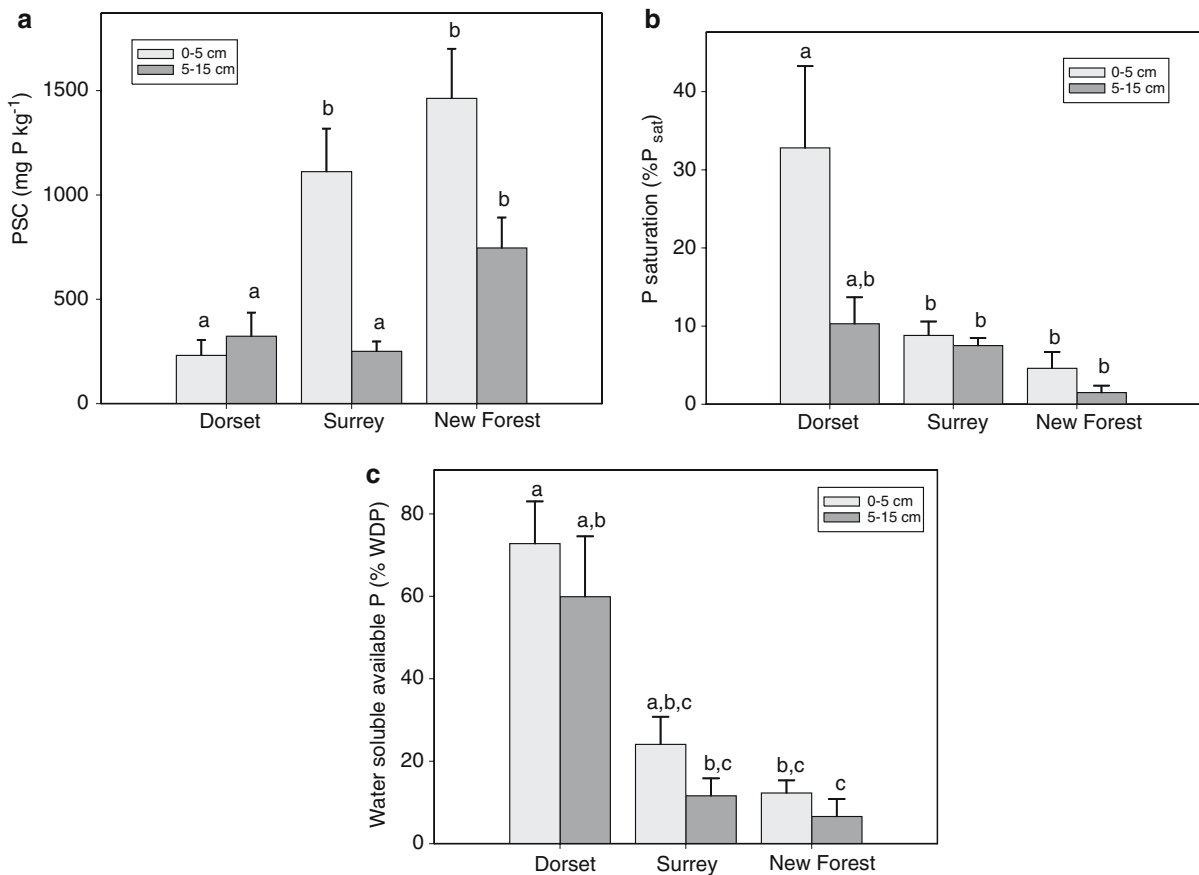 a
PSC (mg P kg⁻¹)
1500
1000
500
0
0-5 cm
5-15 cm
a
a
b
a
b
b
Dorset
Surrey
New Forest
b
P saturation (%P sat)
40
30
20
10
0
0-5 cm
5-15 cm
a
a,b
b
b
b
b
Dorset
Surrey
New Forest
c
Water soluble available P (% WDP)
80
60
40
20
0
0-5 cm
5-15 cm
a
a,b
a,b,c
b,c
b,c
c
Dorset
Surrey
New Forest